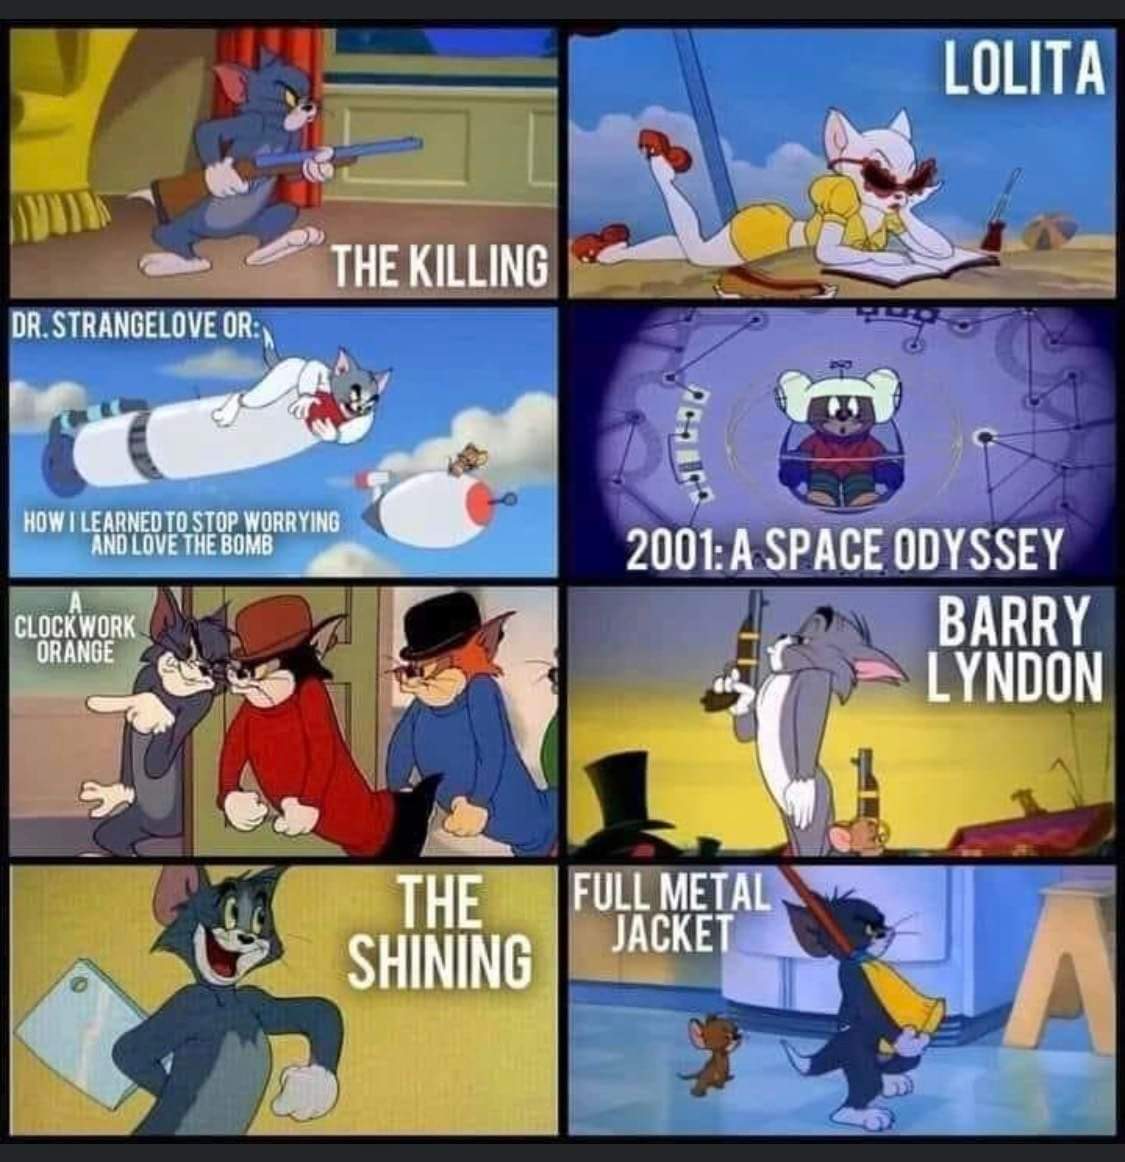 THE KILLING
LOLITA
DR. STRANGELOVE OR:
HOW I LEARNED TO STOP WORRYING
AND LOVE THE BOMB
2001: A SPACE ODYSSEY
A
CLOCKWORK
ORANGE
BARRY
LYNDON
THE
SHINING
FULL METAL
JACKET